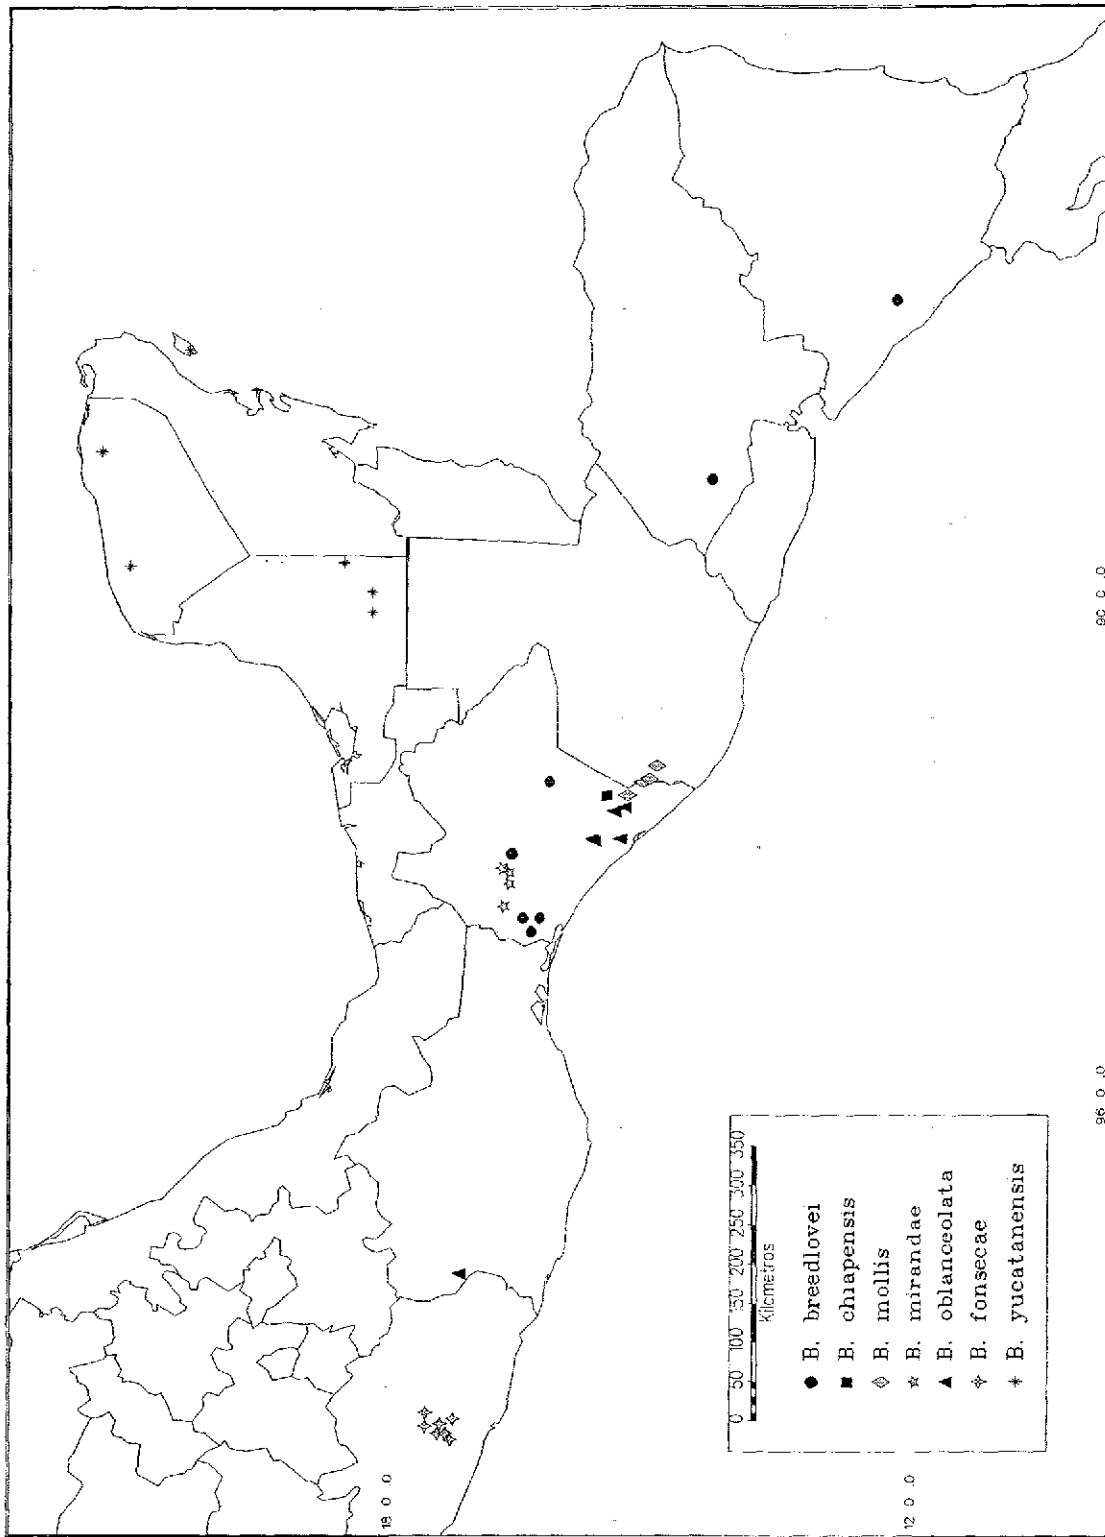 18 0.0
12 0.0
96 0.0
90 0.0
0 50 100 150 200 250 300 350
Kilometros
B. breedlovei
B. chiapensis
B. mollis
B. mirandae
B. oblanceolata
B. fonsecae
B. yucatanensis